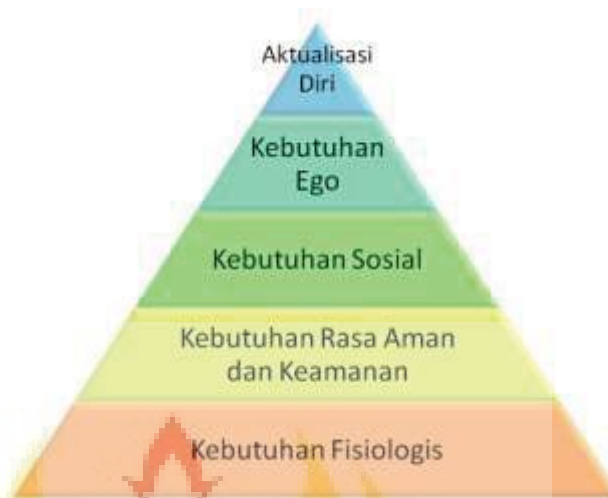 Aktualisasi
Diri
Kebutuhan
Ego
Kebutuhan Sosial
Kebutuhan Rasa Aman
dan Keamanan
Kebutuhan Fisiologis